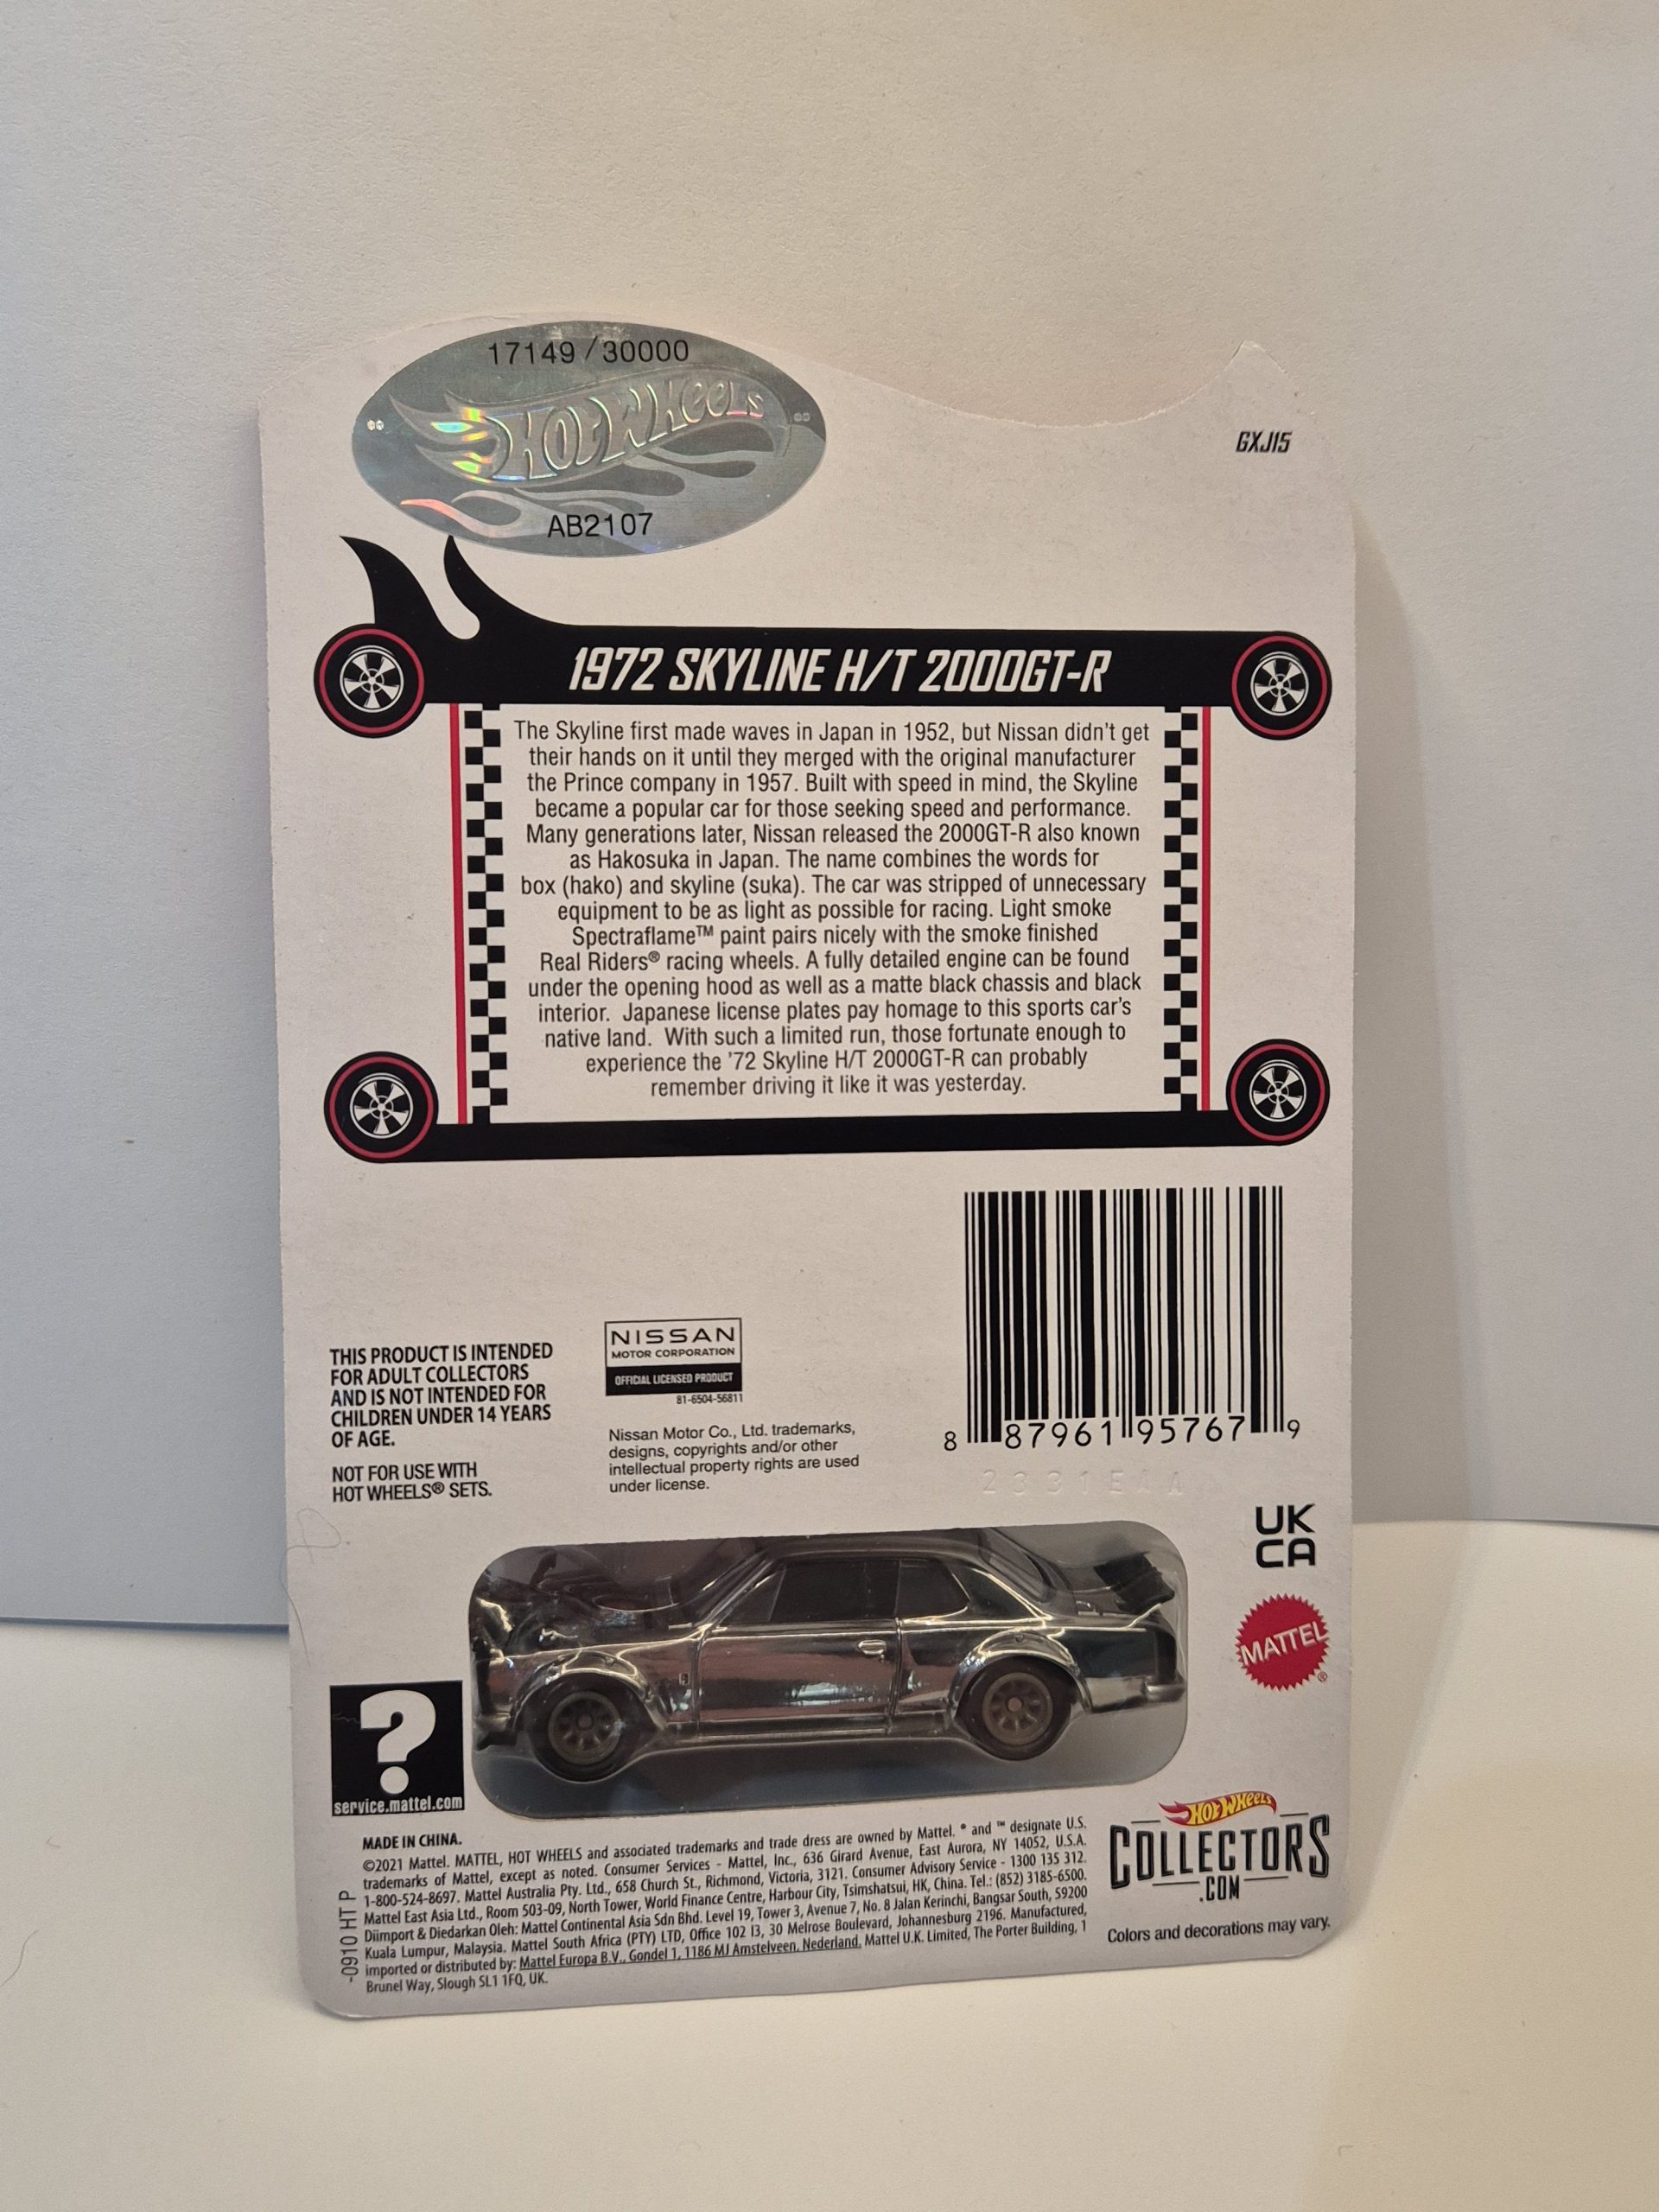 17149/30000
HOT WHEELS
AB2107
GXJ15
1972 SKYLINE H/T 2000GT-R
The Skyline first made waves in Japan in 1952, but Nissan didn't get
their hands on it until they merged with the original manufacturer
the Prince company in 1957. Built with speed in mind, the Skyline
became a popular car for those seeking speed and performance.
Many generations later, Nissan released the 2000GT-R also known
as Hakosuka in Japan. The name combines the words for
box (hako) and skyline (suka). The car was stripped of unnecessary
equipment to be as light as possible for racing. Light smoke
Spectraflame™ paint pairs nicely with the smoke finished
Real Riders® racing wheels. A fully detailed engine can be found
under the opening hood as well as a matte black chassis and black
interior. Japanese license plates pay homage to this sports car's
native land. With such a limited run, those fortunate enough to
experience the '72 Skyline H/T 2000GT-R can probably
remember driving it like it was yesterday.
8 87961 95767 9
THIS PRODUCT IS INTENDED
FOR ADULT COLLECTORS
AND IS NOT INTENDED FOR
CHILDREN UNDER 14 YEARS
OF AGE.
NOT FOR USE WITH
HOT WHEELS® SETS.
NISSAN
MOTOR CORPORATION
OFFICIAL LICENSED PRODUCT
81-6504-56811
Nissan Motor Co., Ltd. trademarks,
designs, copyrights and/or other
intellectual property rights are used
under license.
UK
CA
MATTEL®
?
service.mattel.com
HOT WHEELS
COLLECTORS
.COM
Colors and decorations may vary.
-0910 HT P
MADE IN CHINA.
©2021 Mattel. MATTEL, HOT WHEELS and associated trademarks and trade dress are owned by Mattel. ® and ™ designate U.S.
trademarks of Mattel, except as noted. Consumer Services - Mattel, Inc., 636 Girard Avenue, East Aurora, NY 14052, U.S.A.
1-800-524-8697. Mattel Australia Pty. Ltd., 658 Church St., Richmond, Victoria, 3121. Consumer Advisory Service - 1300 135 312.
Mattel East Asia Ltd., Room 503-09, North Tower, World Finance Centre, Harbour City, Tsimshatsui, HK, China. Tel.: (852) 3185-6500.
Diimport & Diedarkan Oleh: Mattel Continental Asia Sdn Bhd. Level 19, Tower 3, Avenue 7, No. 8 Jalan Kerinchi, Bangsar South, 59200
Kuala Lumpur, Malaysia. Mattel South Africa (PTY) LTD, Office 102 I3, 30 Melrose Boulevard, Johannesburg 2196. Manufactured,
imported or distributed by: Mattel Europa B.V., Gondel 1, 1186 MJ Amstelveen, Nederland. Mattel U.K. Limited, The Porter Building, 1
Brunel Way, Slough SL1 1FQ, UK.